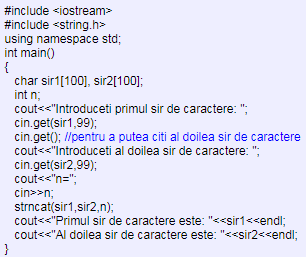 #include <iostream>
#include <string.h>
using namespace std;
int main()
{
char sir1[100], sir2[100];
int n;
cout<<"Introduceti primul sir de caractere: ";
cin.get(sir1,99);
cin.get(); //pentru a putea citi al doilea sir de caractere
cout<<"Introduceti al doilea sir de caractere: ";
cin.get(sir2,99);
cout<<"n=";
cin>>n;
strncat(sir1,sir2,n);
cout<<"Primul sir de caractere este: "<<sir1<<endl;
cout<<"Al doilea sir de caractere este: "<<sir2<<endl;
}